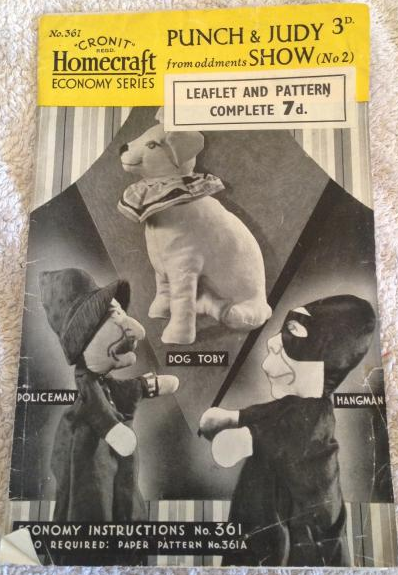 No. 361
"CRONIT"
REGD.
Homecraft
ECONOMY SERIES
PUNCH & JUDY 3D.
from oddments SHOW (No 2)
LEAFLET AND PATTERN
COMPLETE 7d.
DOG TOBY
POLICEMAN
HANGMAN
ECONOMY INSTRUCTIONS No. 361
REQUIRED: PAPER PATTERN No. 361A